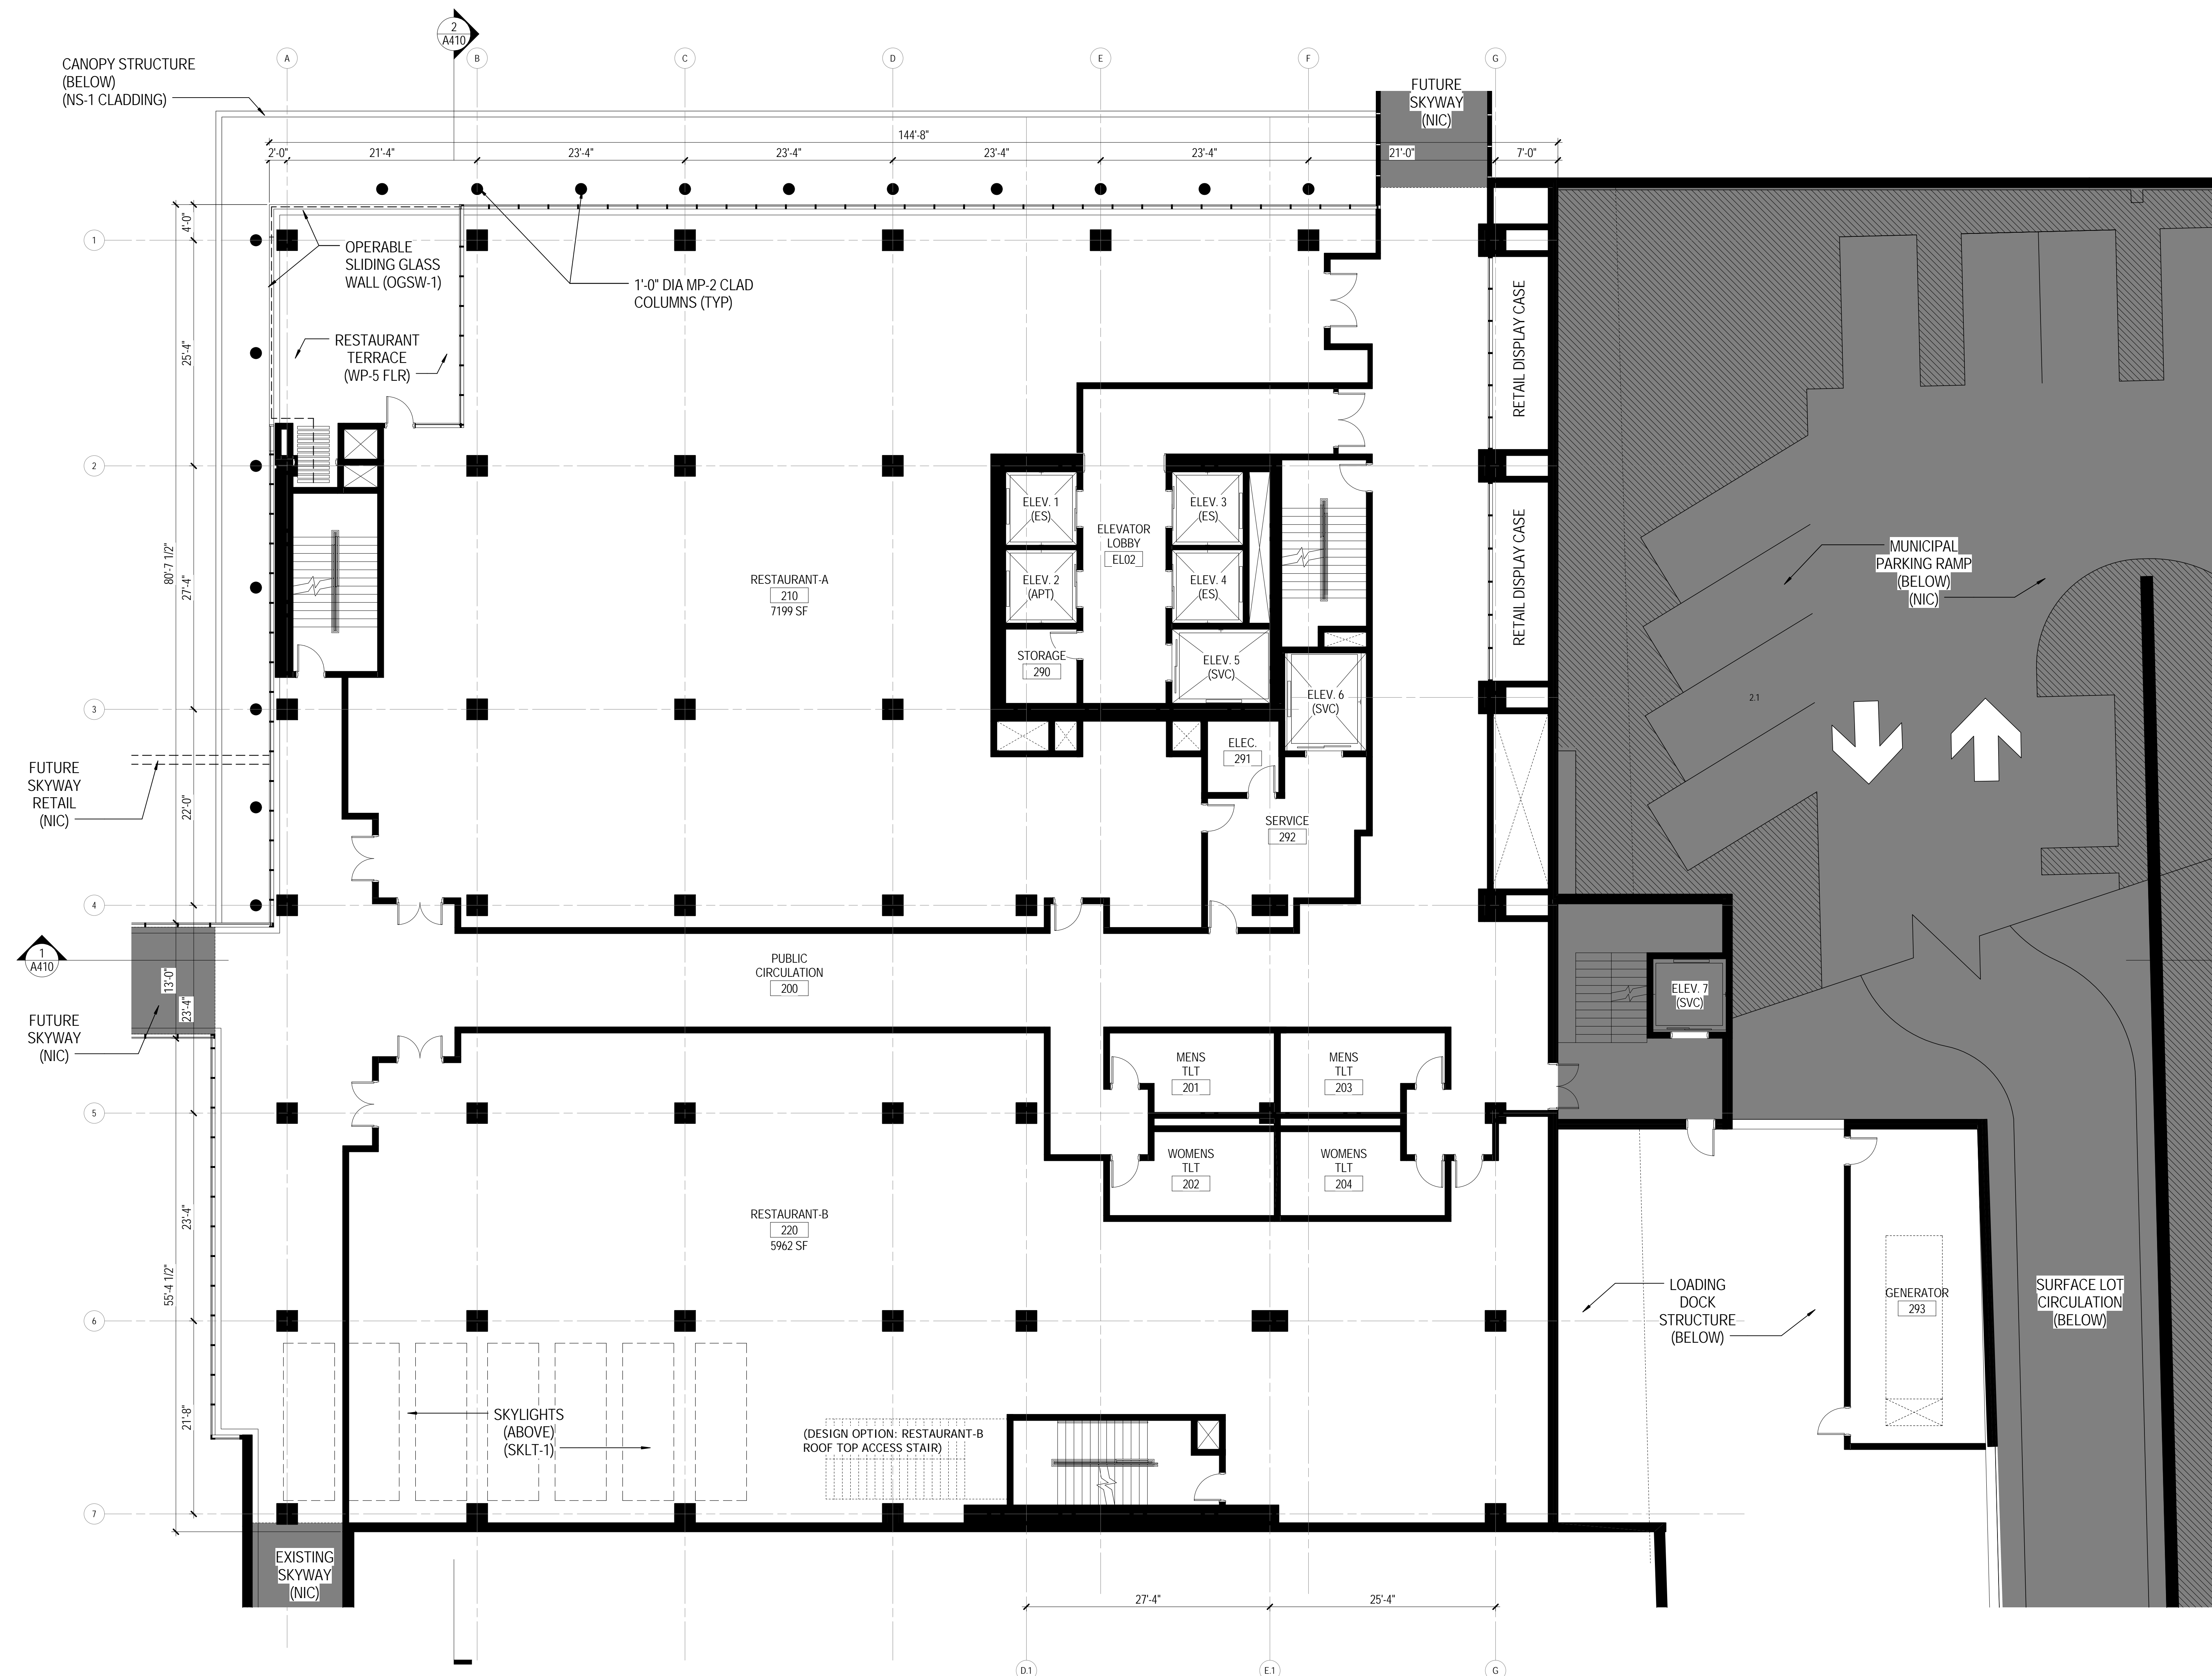 2
A410
CANOPY STRUCTURE
(BELOW)
(NS-1 CLADDING)
A
B
C
D
E
F
G
FUTURE
SKYWAY
(NIC)
144'-8"
2'-0"
21'-4"
23'-4"
23'-4"
23'-4"
23'-4"
21'-0"
7'-0"
4'-0"
1
OPERABLE
SLIDING GLASS
WALL (OGSW-1)
1'-0" DIA MP-2 CLAD
COLUMNS (TYP)
RESTAURANT
TERRACE
(WP-5 FLR)
25'-4"
RETAIL DISPLAY CASE
2
ELEV. 1
(ES)
ELEV. 3
(ES)
ELEVATOR
LOBBY
EL02
ELEV. 2
(APT)
ELEV. 4
(ES)
80'-7 1/2"
27'-4"
RESTAURANT-A
210
7199 SF
RETAIL DISPLAY CASE
MUNICIPAL
PARKING RAMP
(BELOW)
(NIC)
STORAGE
290
ELEV. 5
(SVC)
ELEV. 6
(SVC)
2.1
3
ELEC.
291
FUTURE
SKYWAY
RETAIL
(NIC)
22'-0"
SERVICE
292
4
1
A410
PUBLIC
CIRCULATION
200
13'-0"
23'-4"
ELEV. 7
(SVC)
FUTURE
SKYWAY
(NIC)
MENS
TLT
201
MENS
TLT
203
5
WOMENS
TLT
202
WOMENS
TLT
204
23'-4"
RESTAURANT-B
220
5962 SF
55'-4 1/2"
LOADING
DOCK
STRUCTURE
(BELOW)
GENERATOR
293
SURFACE LOT
CIRCULATION
(BELOW)
6
21'-8"
SKYLIGHTS
(ABOVE)
(SKLT-1)
(DESIGN OPTION: RESTAURANT-B
ROOF TOP ACCESS STAIR)
7
EXISTING
SKYWAY
(NIC)
27'-4"
25'-4"
D.1
E.1
G